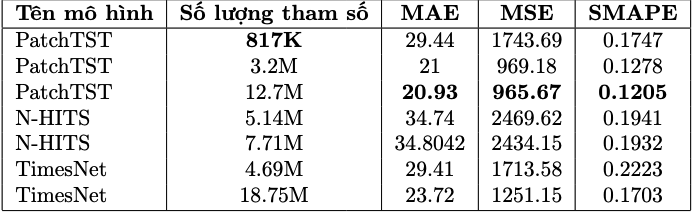 Tên mô hình Số lượng tham số MAE MSE SMAPE
PatchTST 817K 29.44 1743.69 0.1747
PatchTST 3.2M 21 969.18 0.1278
PatchTST 12.7M 20.93 965.67 0.1205
N-HITS 5.14M 34.74 2469.62 0.1941
N-HITS 7.71M 34.8042 2434.15 0.1932
TimesNet 4.69M 29.41 1713.58 0.2223
TimesNet 18.75M 23.72 1251.15 0.1703